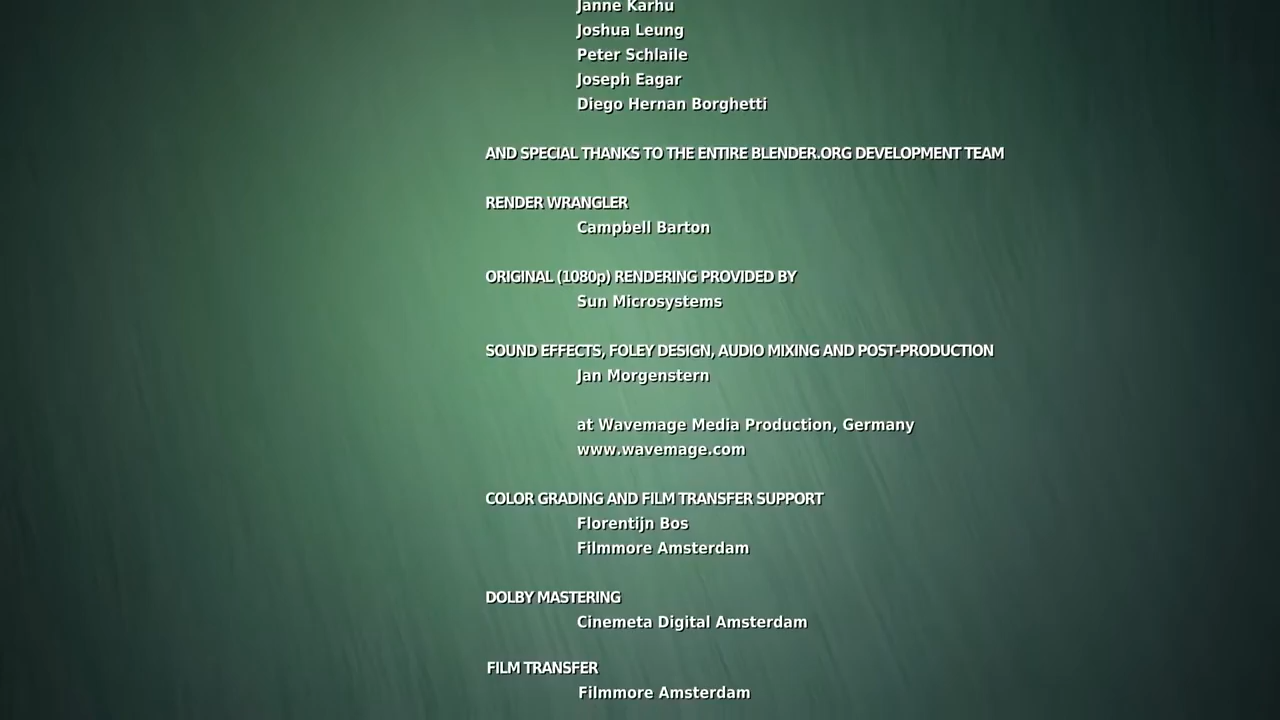 Janne Karhu
Joshua Leung
Peter Schlaile
Joseph Eagar
Diego Hernan Borghetti
AND SPECIAL THANKS TO THE ENTIRE BLENDER.ORG DEVELOPMENT TEAM
RENDER WRANGLER
Campbell Barton
ORIGINAL (1080p) RENDERING PROVIDED BY
Sun Microsystems
SOUND EFFECTS, FOLEY DESIGN, AUDIO MIXING AND POST-PRODUCTION
Jan Morgenstern
at Wavemage Media Production, Germany
www.wavemage.com
COLOR GRADING AND FILM TRANSFER SUPPORT
Florentijn Bos
Filmmore Amsterdam
DOLBY MASTERING
Cinemeta Digital Amsterdam
FILM TRANSFER
Filmmore Amsterdam